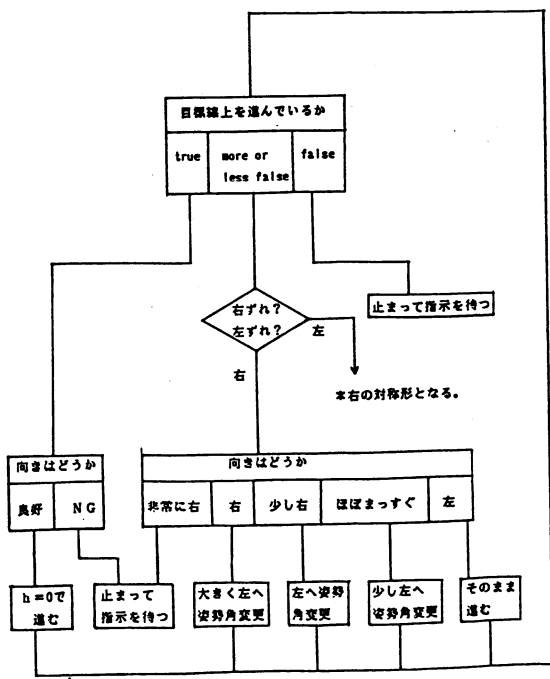 目標線上を進んでいるか
true
more or
less false
false
右ずれ?
左ずれ?
左
右
止まって指示を待つ
*右の対称形となる。
向きはどうか
良好
NG
向きはどうか
非常に右
右
少し右
ほぼまっすぐ
左
h=0で
進む
止まって
指示を待つ
大きく左へ
姿勢角変更
左へ姿勢
角変更
少し左へ
姿勢角変更
そのまま
進む